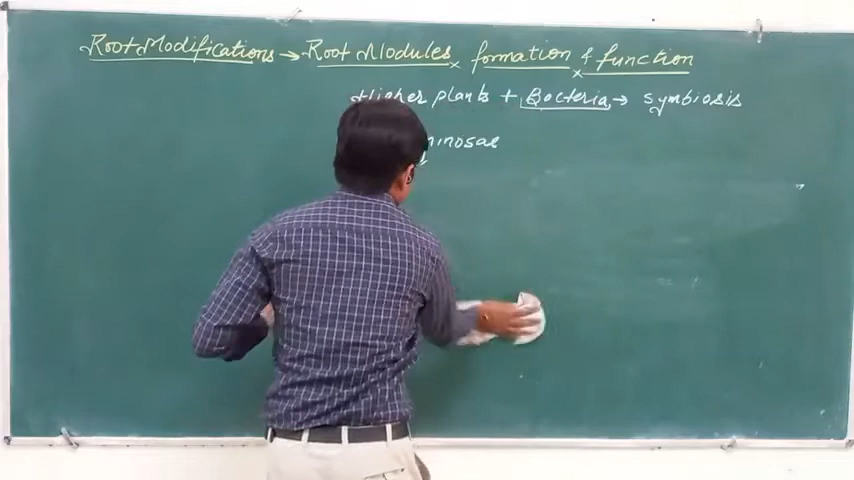 Root Modifications → Root Nodules formation & function
Higher plants + Bacteria → symbiosis
minosae